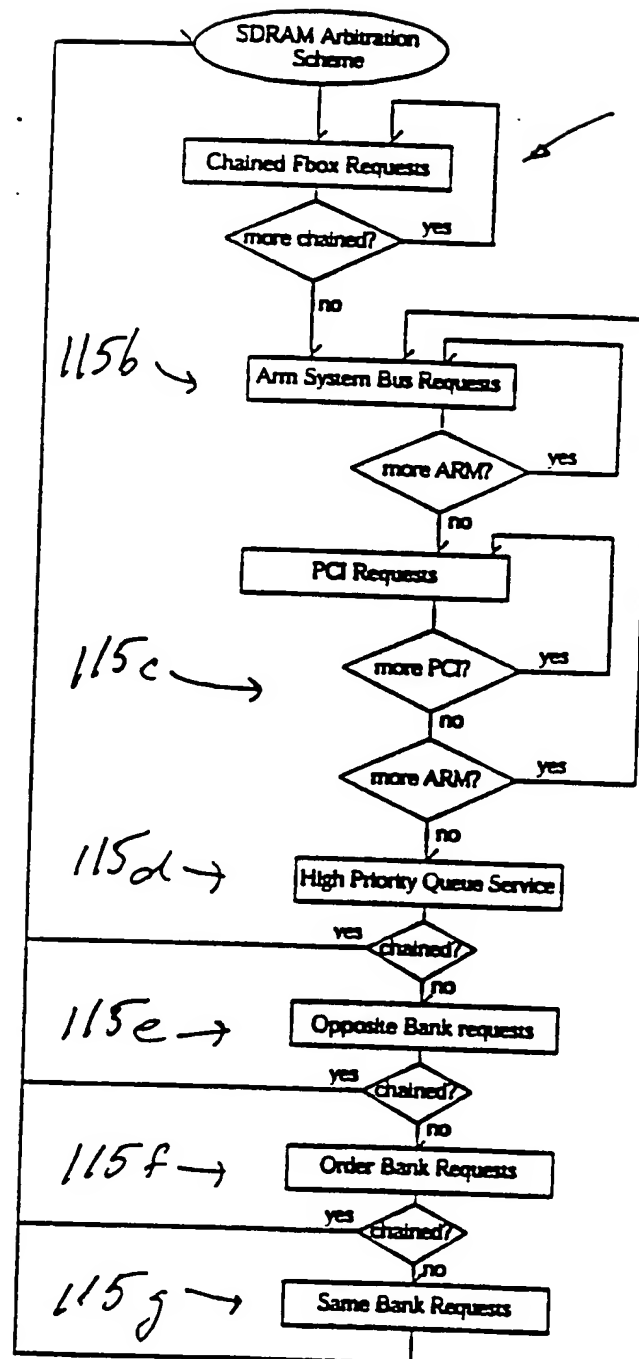 SDRAM Arbitration
Scheme
Chained Fbox Requests
more chained?
yes
no
115b
Arm System Bus Requests
more ARM?
yes
no
PCI Requests
115c
more PCI?
yes
no
more ARM?
yes
no
115d
High Priority Queue Service
yes
chained?
no
115e
Opposite Bank requests
yes
chained?
no
115f
Order Bank Requests
yes
chained?
no
115g
Same Bank Requests